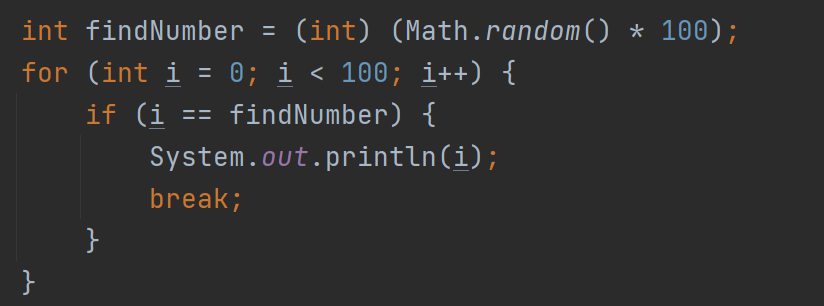 int findNumber = (int) (Math.random() * 100);
for (int i = 0; i < 100; i++) {
    if (i == findNumber) {
        System.out.println(i);
        break;
    }
}